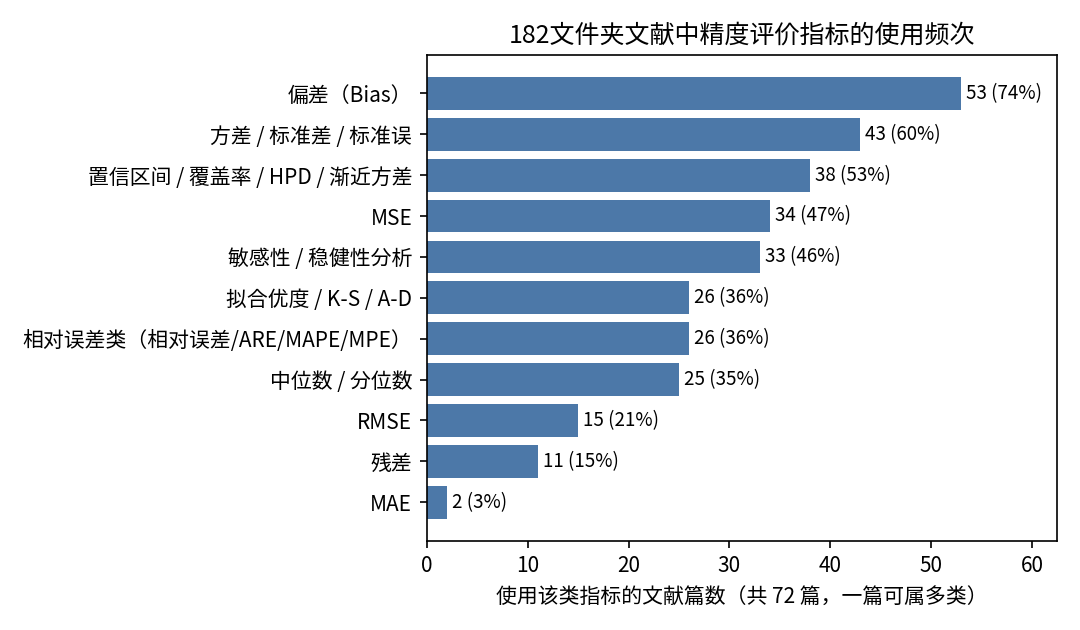 182文件夹文献中精度评价指标的使用频次
偏差（Bias） 53 (74%)
方差 / 标准差 / 标准误 43 (60%)
置信区间 / 覆盖率 / HPD / 渐近方差 38 (53%)
MSE 34 (47%)
敏感性 / 稳健性分析 33 (46%)
拟合优度 / K-S / A-D 26 (36%)
相对误差类（相对误差/ARE/MAPE/MPE） 26 (36%)
中位数 / 分位数 25 (35%)
RMSE 15 (21%)
残差 11 (15%)
MAE 2 (3%)
0 10 20 30 40 50 60
使用该类指标的文献篇数（共 72 篇，一篇可属多类）